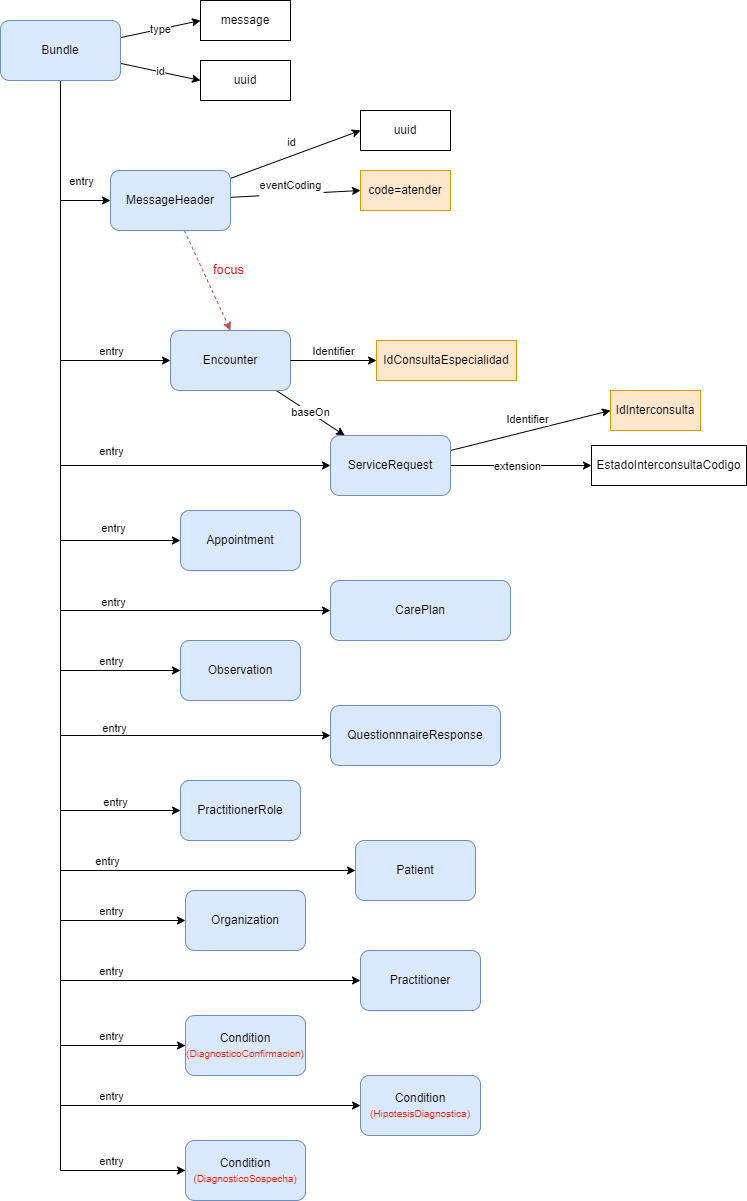 message
type
Bundle
id
uuid
id
uuid
entry
MessageHeader
eventCoding
code=atender
focus
entry
Encounter
Identifier
IdConsultaEspecialidad
baseOn
Identifier
IdInterconsulta
entry
ServiceRequest
extension
EstadoInterconsultaCodigo
entry
Appointment
entry
CarePlan
entry
Observation
entry
QuestionnnaireResponse
entry
PractitionerRole
entry
Patient
entry
Organization
entry
Practitioner
entry
Condition
(DiagnosticoConfirmacion)
entry
Condition
(HipotesisDiagnostica)
entry
Condition
(DiagnosticoSospecha)